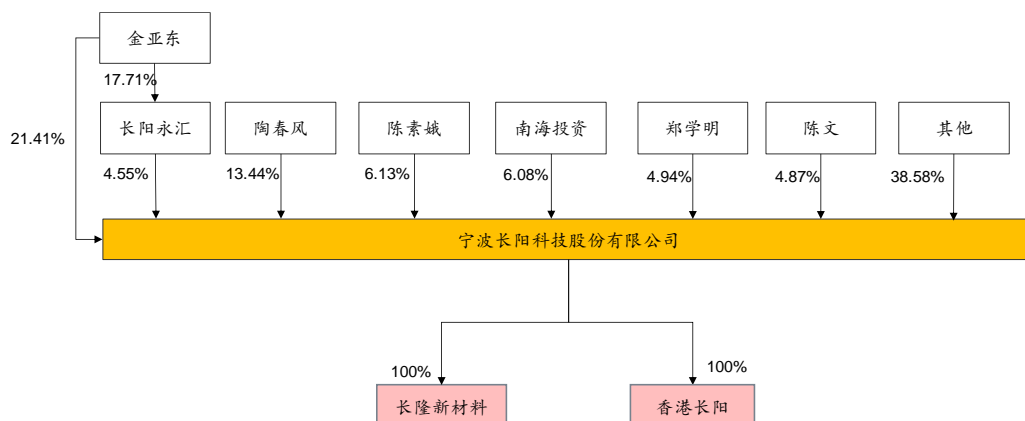 金亚东
17.71%
长阳永汇
陶春风
陈素娥
南海投资
郑学明
陈文
其他
21.41%
4.55%
13.44%
6.13%
6.08%
4.94%
4.87%
38.58%
宁波长阳科技股份有限公司
100%
100%
长隆新材料
香港长阳